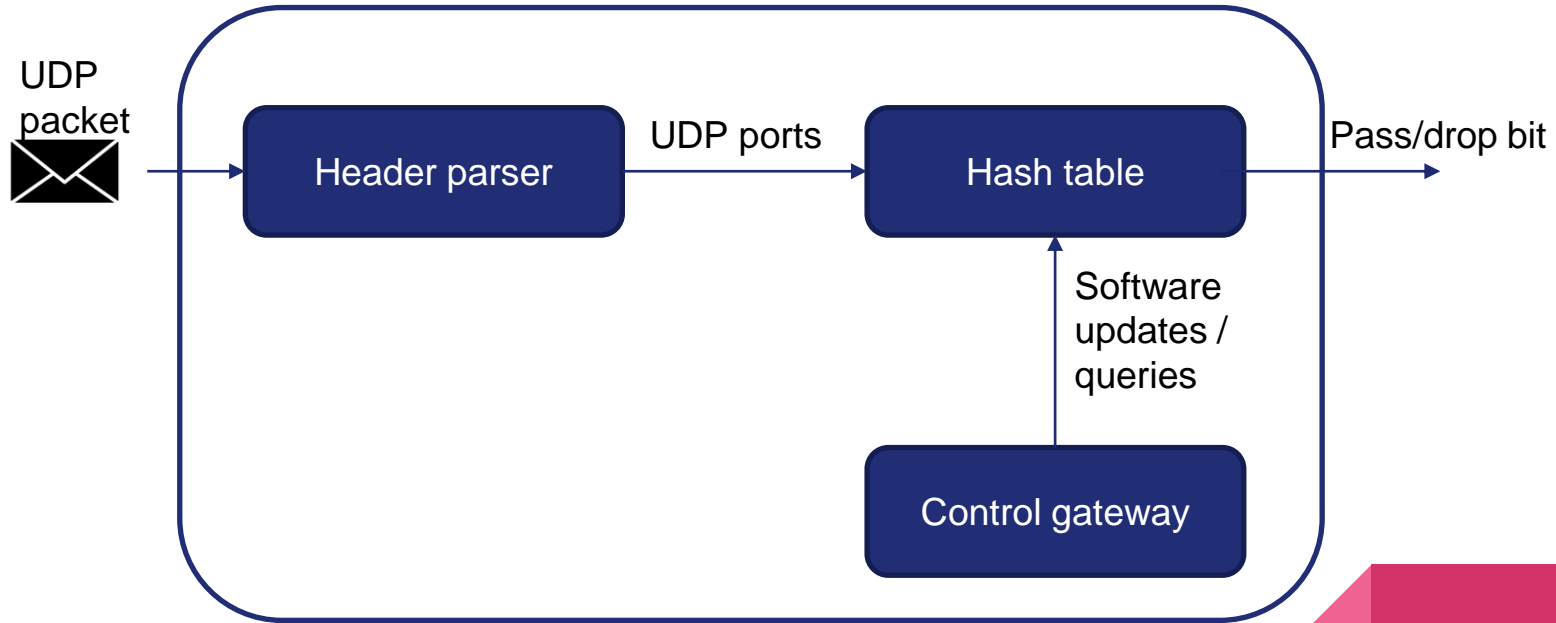 UDP
packet
Header parser
UDP ports
Hash table
Pass/drop bit
Software
updates /
queries
Control gateway